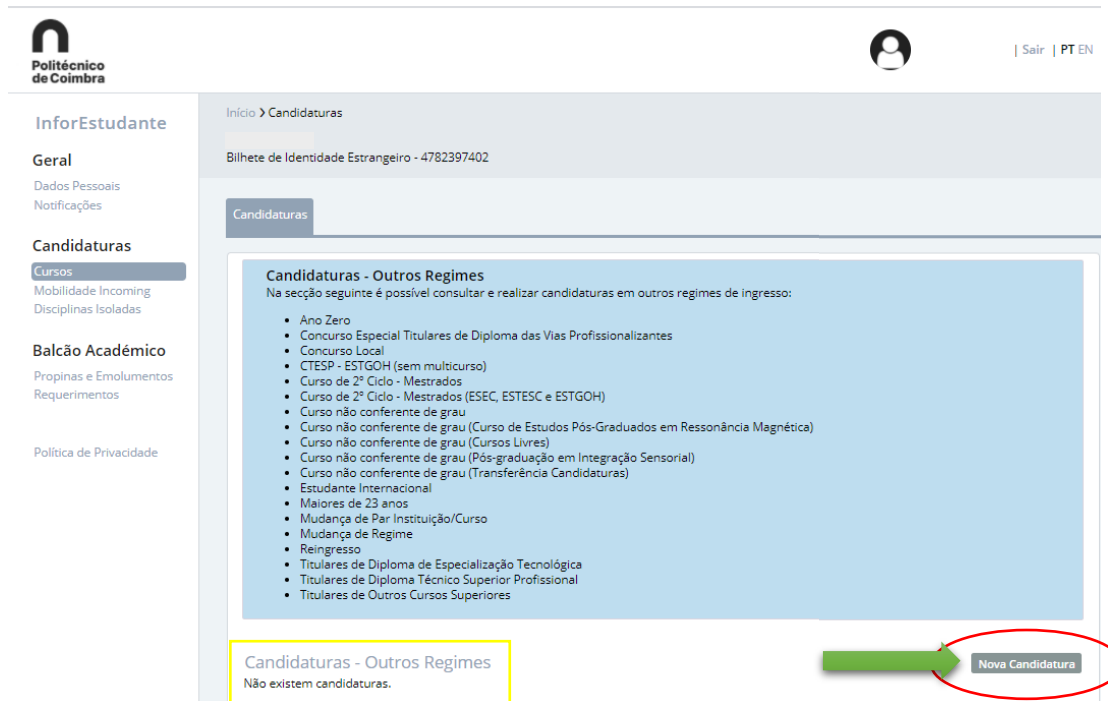 Politécnico
de Coimbra
| Sair | PT EN
InforEstudante
Geral
Dados Pessoais
Notificações
Candidaturas
Cursos
Mobilidade Incoming
Disciplinas Isoladas
Balcão Académico
Propinas e Emolumentos
Requerimentos
Política de Privacidade
Início > Candidaturas
Bilhete de Identidade Estrangeiro - 4782397402
Candidaturas
Candidaturas - Outros Regimes
Na secção seguinte é possível consultar e realizar candidaturas em outros regimes de ingresso:
• Ano Zero
• Concurso Especial Titulares de Diploma das Vias Profissionalizantes
• Concurso Local
• CTESP - ESTGOH (sem multicurso)
• Curso de 2º Ciclo - Mestrados
• Curso de 2º Ciclo - Mestrados (ESEC, ESTESC e ESTGOH)
• Curso não conferente de grau
• Curso não conferente de grau (Curso de Estudos Pós-Graduados em Ressonância Magnética)
• Curso não conferente de grau (Cursos Livres)
• Curso não conferente de grau (Pós-graduação em Integração Sensorial)
• Curso não conferente de grau (Transferência Candidaturas)
• Estudante Internacional
• Maiores de 23 anos
• Mudança de Par Instituição/Curso
• Mudança de Regime
• Reingresso
• Titulares de Diploma de Especialização Tecnológica
• Titulares de Diploma Técnico Superior Profissional
• Titulares de Outros Cursos Superiores
Candidaturas - Outros Regimes
Não existem candidaturas.
Nova Candidatura